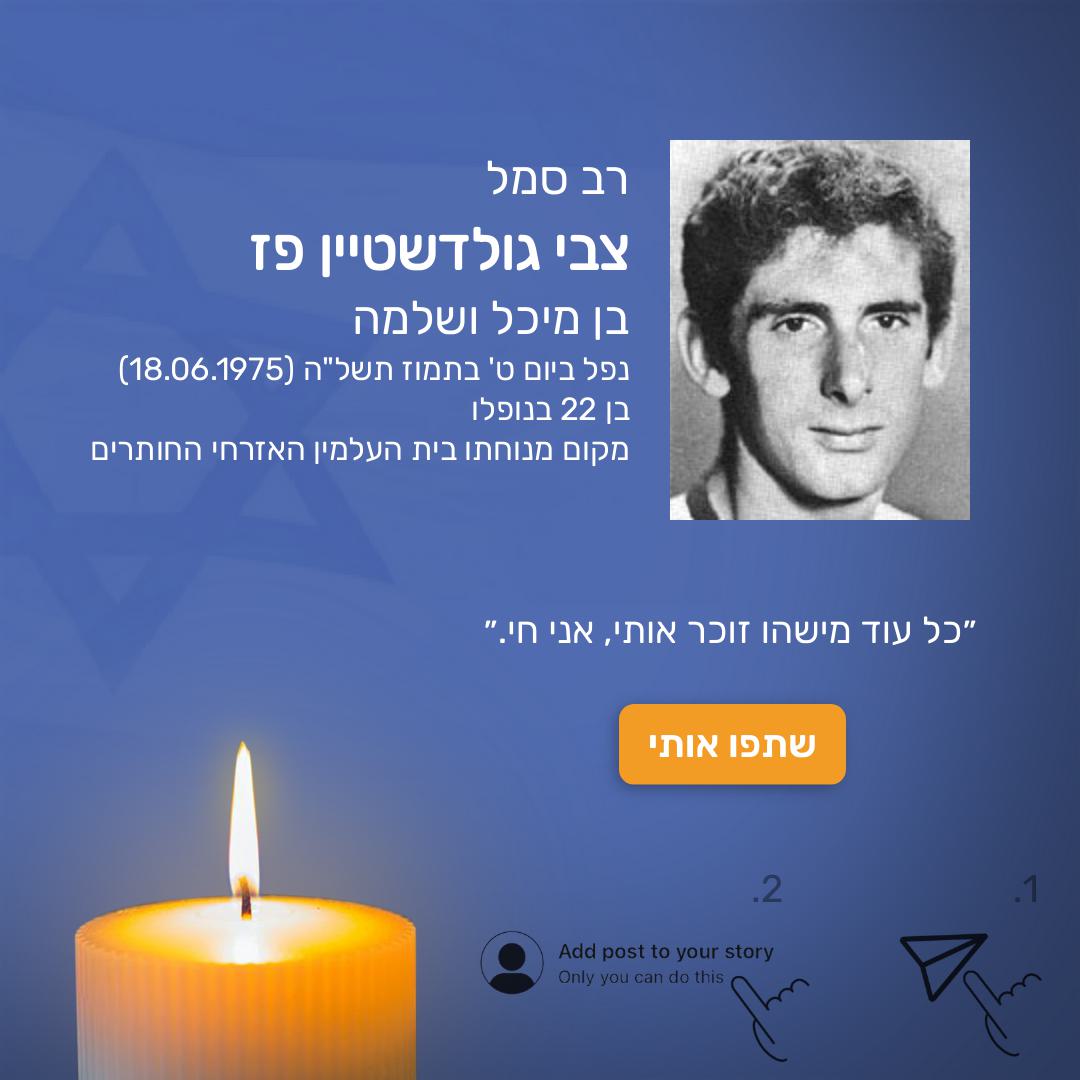 רב סמל
צבי גולדשטיין פז
בן מיכל ושלמה
נפל ביום ט' בתמוז תשל"ה (18.06.1975)
בן 22 בנופלו
מקום מנוחתו בית העלמין האזרחי החותרים
״כל עוד מישהו זוכר אותי, אני חי.״
שתפו אותי
1.
2.
Add post to your story
Only you can do this